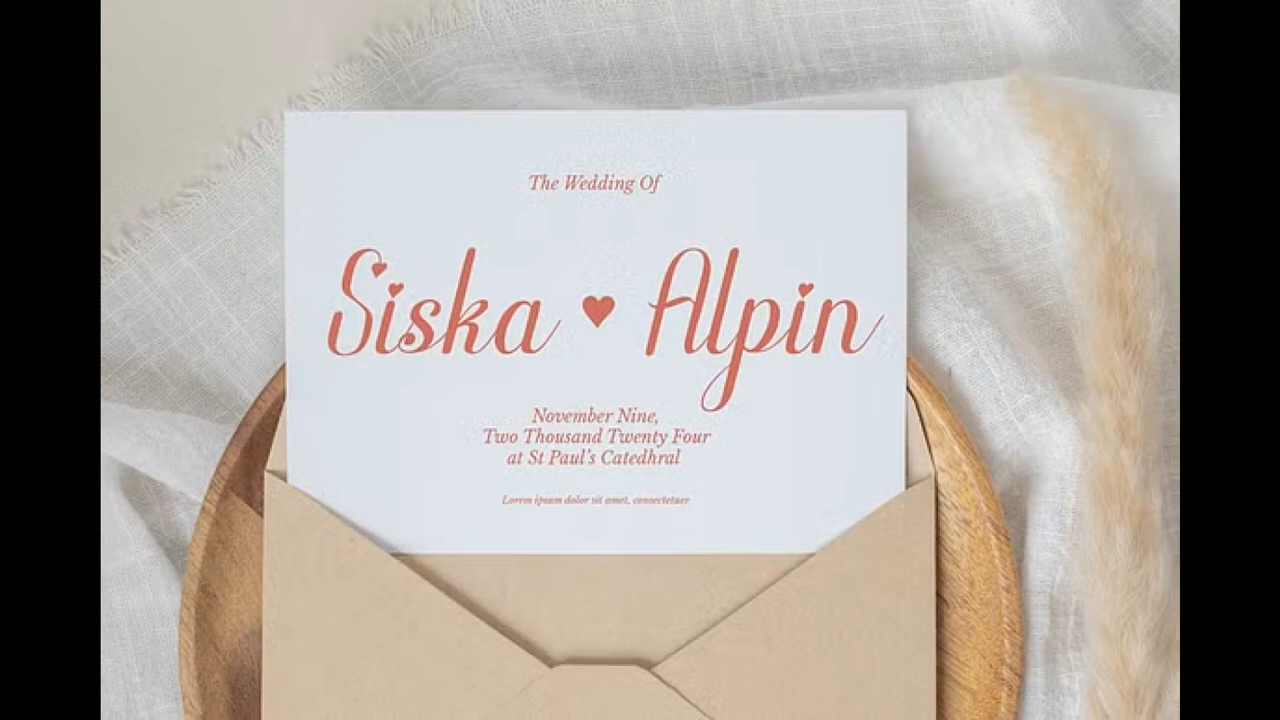 The Wedding Of
Siska ♥ Alpin
November Nine,
Two Thousand Twenty Four
at St Paul's Catedhral
Lorem ipsum dolor sit amet, consectetuer